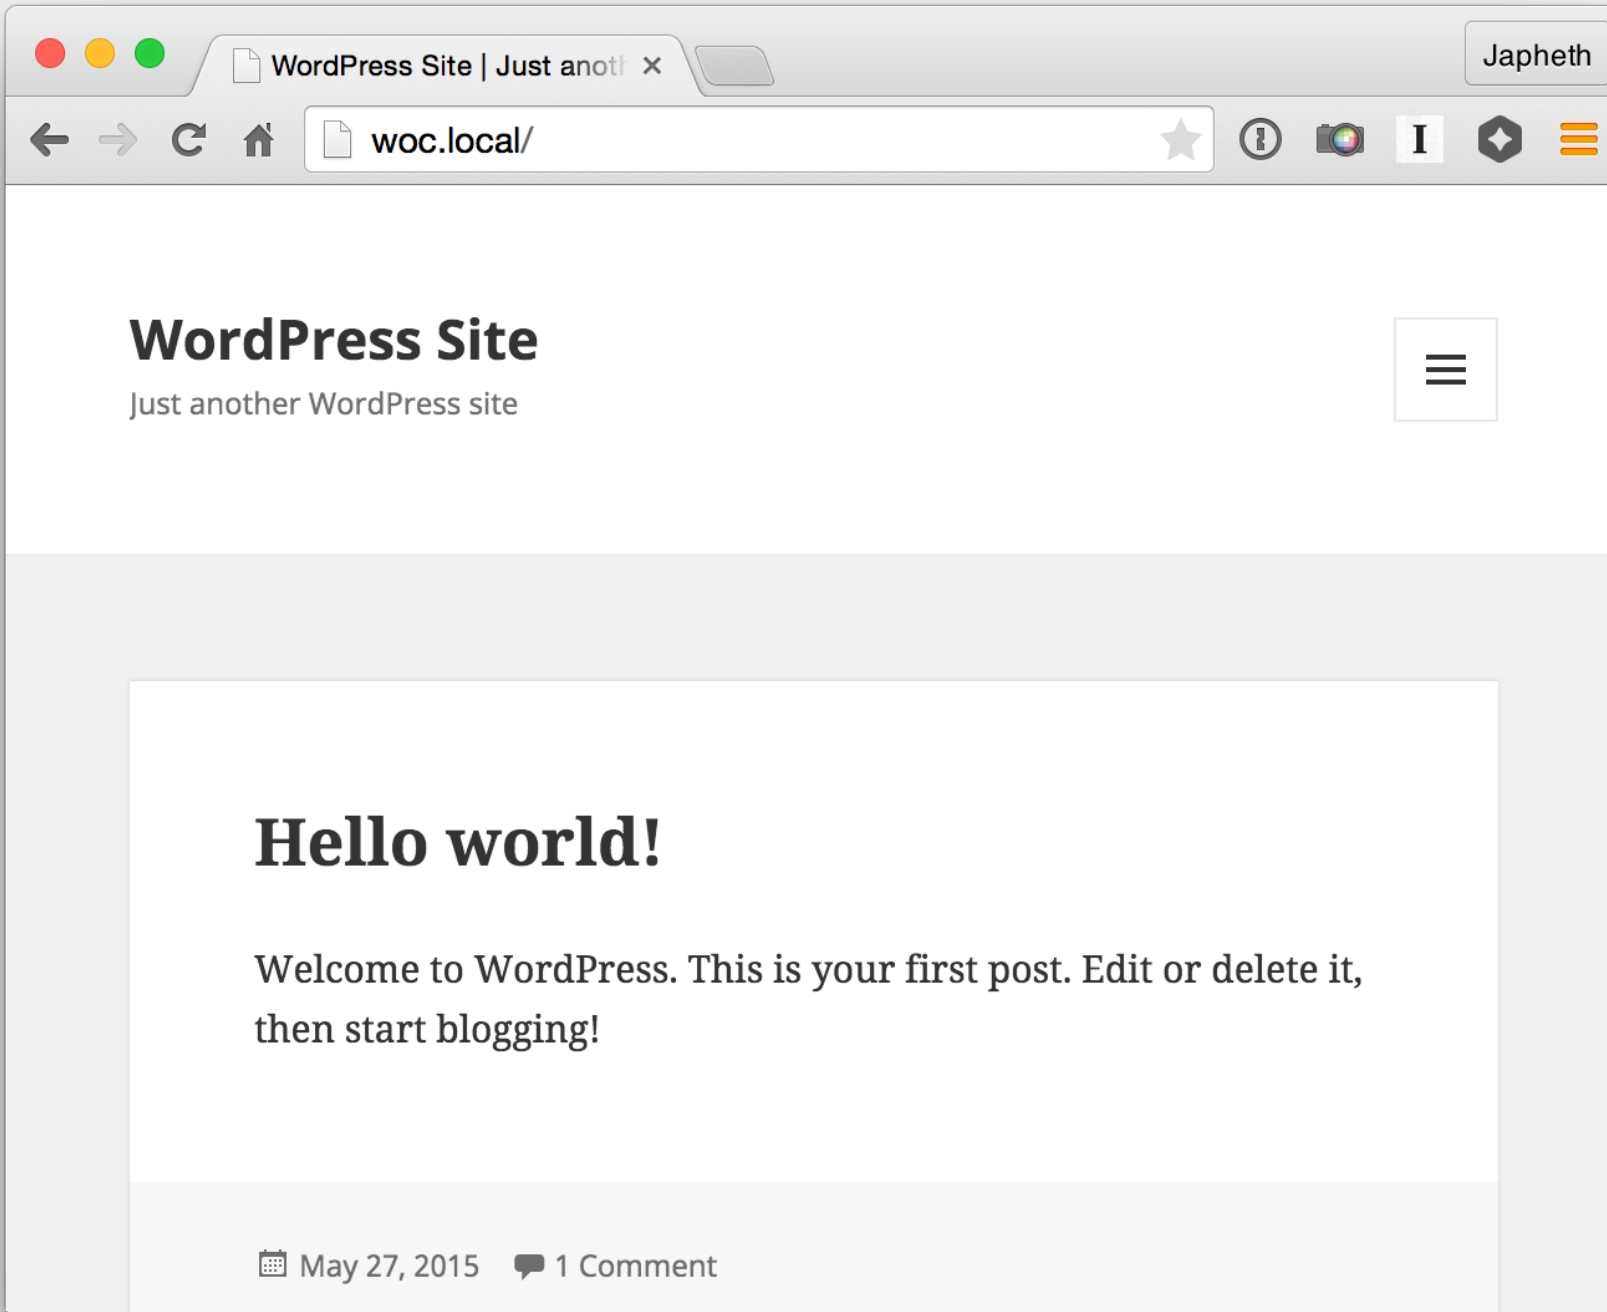 WordPress Site | Just anoth
Japheth
woc.local/
I
WordPress Site
Just another WordPress site
Hello world!
Welcome to WordPress. This is your first post. Edit or delete it,
then start blogging!
May 27, 2015 1 Comment